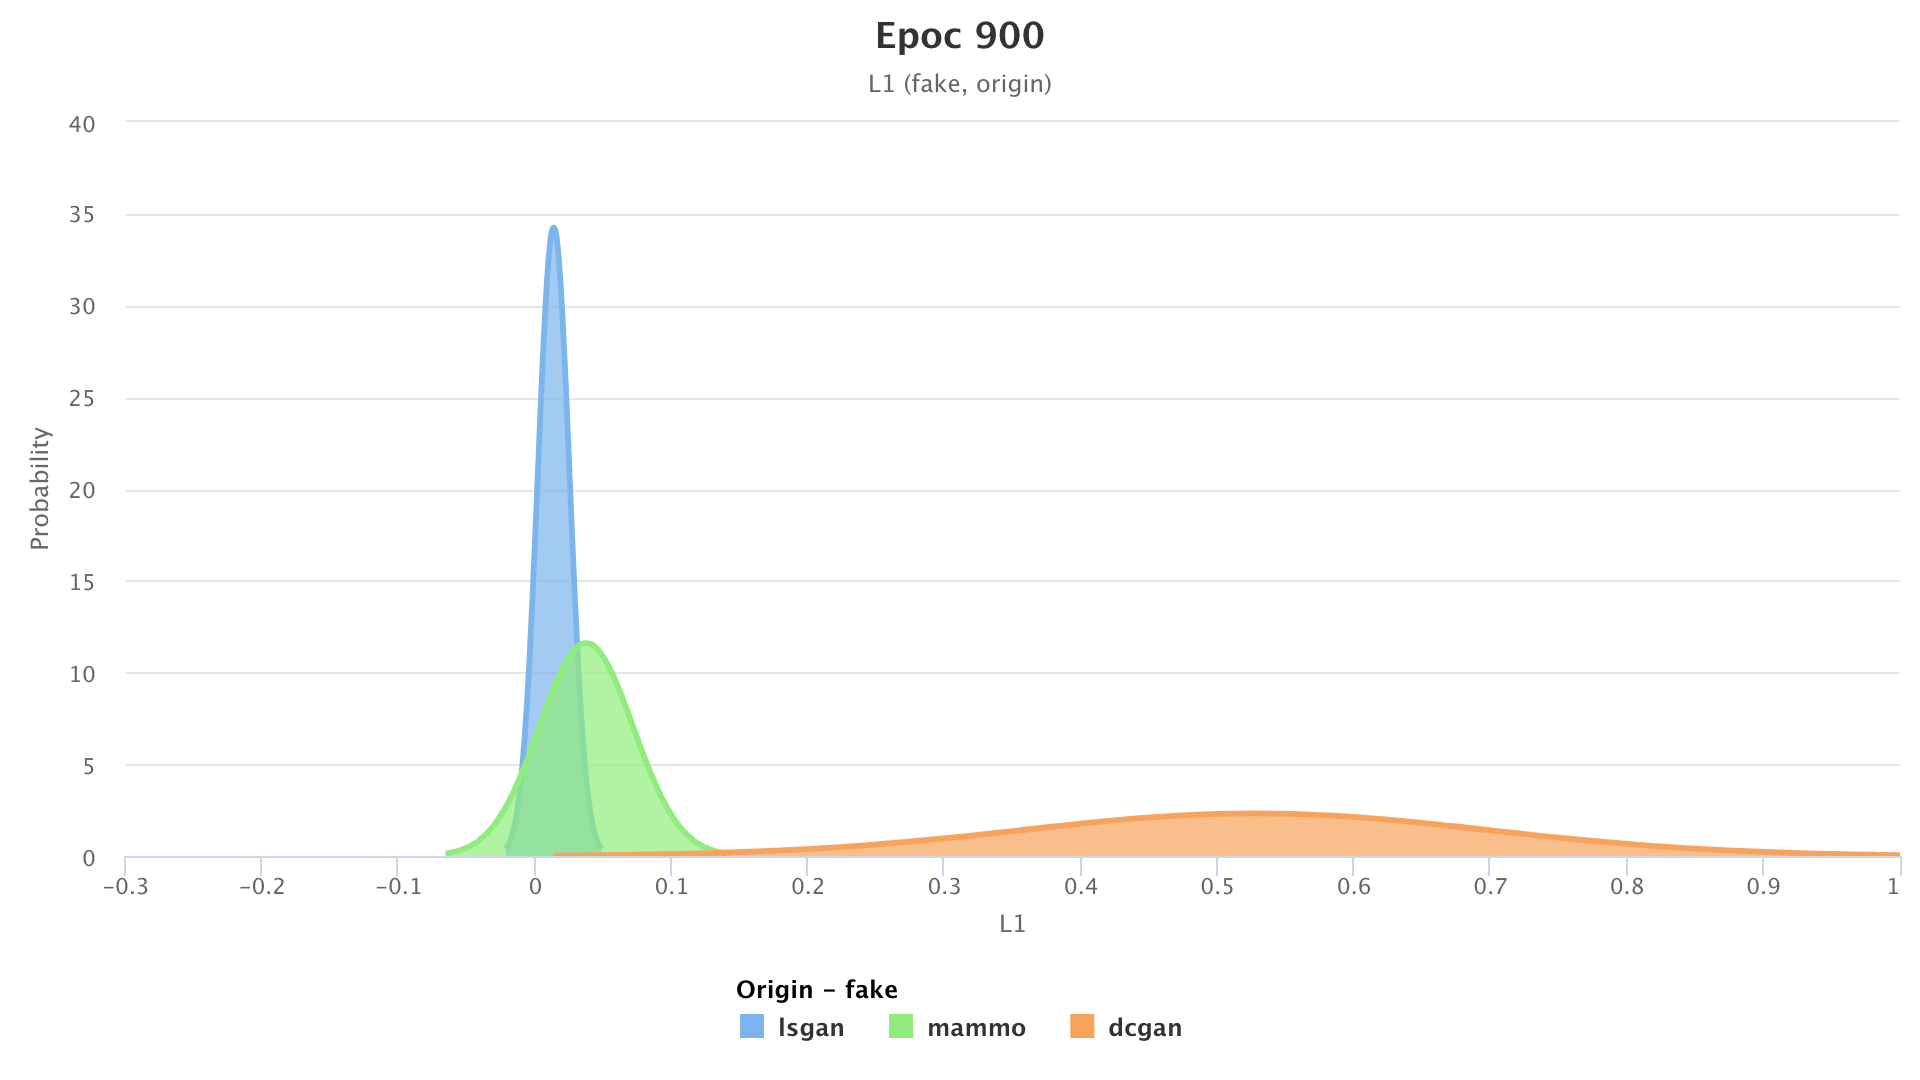 Epoc 900
L1 (fake, origin)
40
35
30
25
20
15
10
5
0
Probability
−0.3 −0.2 −0.1 0 0.1 0.2 0.3 0.4 0.5 0.6 0.7 0.8 0.9 1
L1
Origin − fake
lsgan mammo dcgan